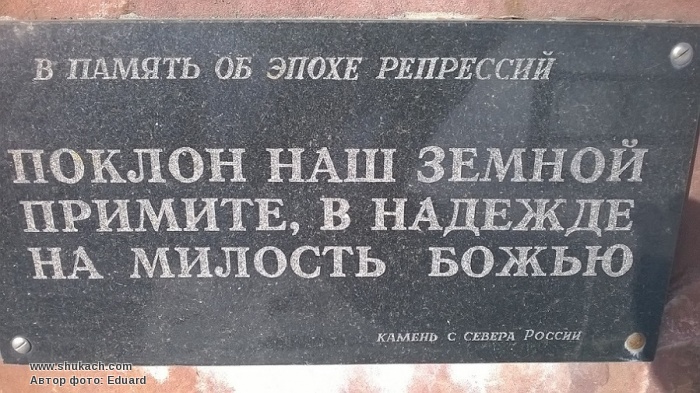 В ПАМЯТЬ ОБ ЭПОХЕ РЕПРЕССИЙ
ПОКЛОН НАШ ЗЕМНОЙ
ПРИМИТЕ, В НАДЕЖДЕ
НА МИЛОСТЬ БОЖЬЮ
КАМЕНЬ С СЕВЕРА РОССИИ
www.shukach.com
Автор фото: Eduard